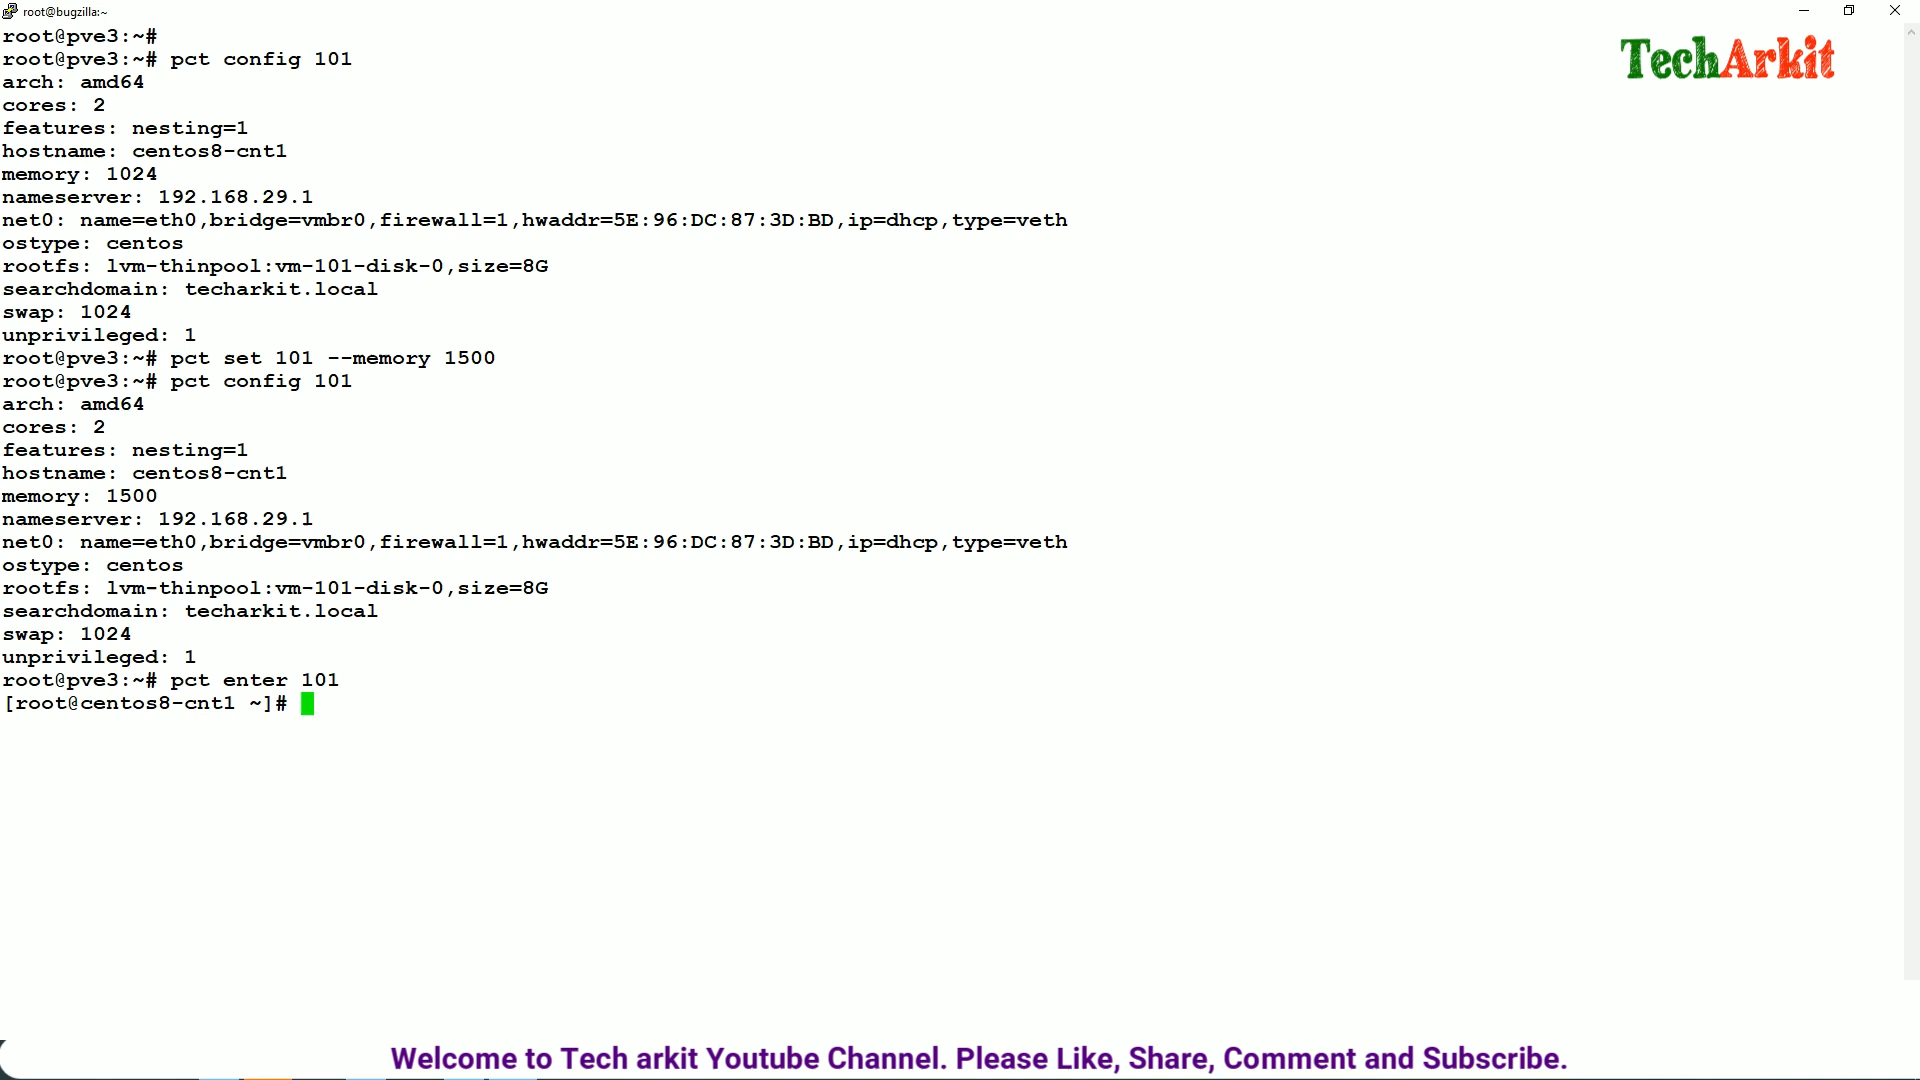 root@bugzilla:~
root@pve3:~#
root@pve3:~# pct config 101
arch: amd64
cores: 2
features: nesting=1
hostname: centos8-cnt1
memory: 1024
nameserver: 192.168.29.1
net0: name=eth0,bridge=vmbr0,firewall=1,hwaddr=5E:96:DC:87:3D:BD,ip=dhcp,type=veth
ostype: centos
rootfs: lvm-thinpool:vm-101-disk-0,size=8G
searchdomain: techarkit.local
swap: 1024
unprivileged: 1
root@pve3:~# pct set 101 --memory 1500
root@pve3:~# pct config 101
arch: amd64
cores: 2
features: nesting=1
hostname: centos8-cnt1
memory: 1500
nameserver: 192.168.29.1
net0: name=eth0,bridge=vmbr0,firewall=1,hwaddr=5E:96:DC:87:3D:BD,ip=dhcp,type=veth
ostype: centos
rootfs: lvm-thinpool:vm-101-disk-0,size=8G
searchdomain: techarkit.local
swap: 1024
unprivileged: 1
root@pve3:~# pct enter 101
[root@centos8-cnt1 ~]#
TechArkit
Welcome to Tech arkit Youtube Channel. Please Like, Share, Comment and Subscribe.